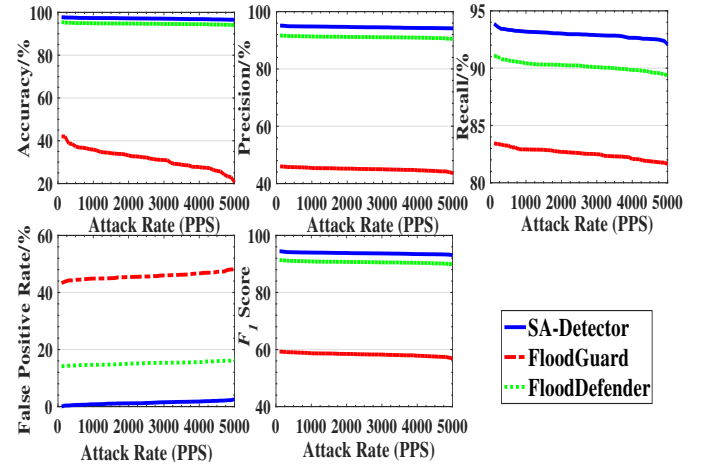 Accuracy/%
100
80
60
40
20
0 1000 2000 3000 4000 5000
Attack Rate (PPS)
Precision/%
100
80
60
40
0 1000 2000 3000 4000 5000
Attack Rate (PPS)
Recall/%
95
90
85
80
0 1000 2000 3000 4000 5000
Attack Rate (PPS)
False Positive Rate/%
60
40
20
0
0 1000 2000 3000 4000 5000
Attack Rate (PPS)
F1 Score
100
80
60
40
0 1000 2000 3000 4000 5000
Attack Rate (PPS)
SA-Detector
FloodGuard
FloodDefender